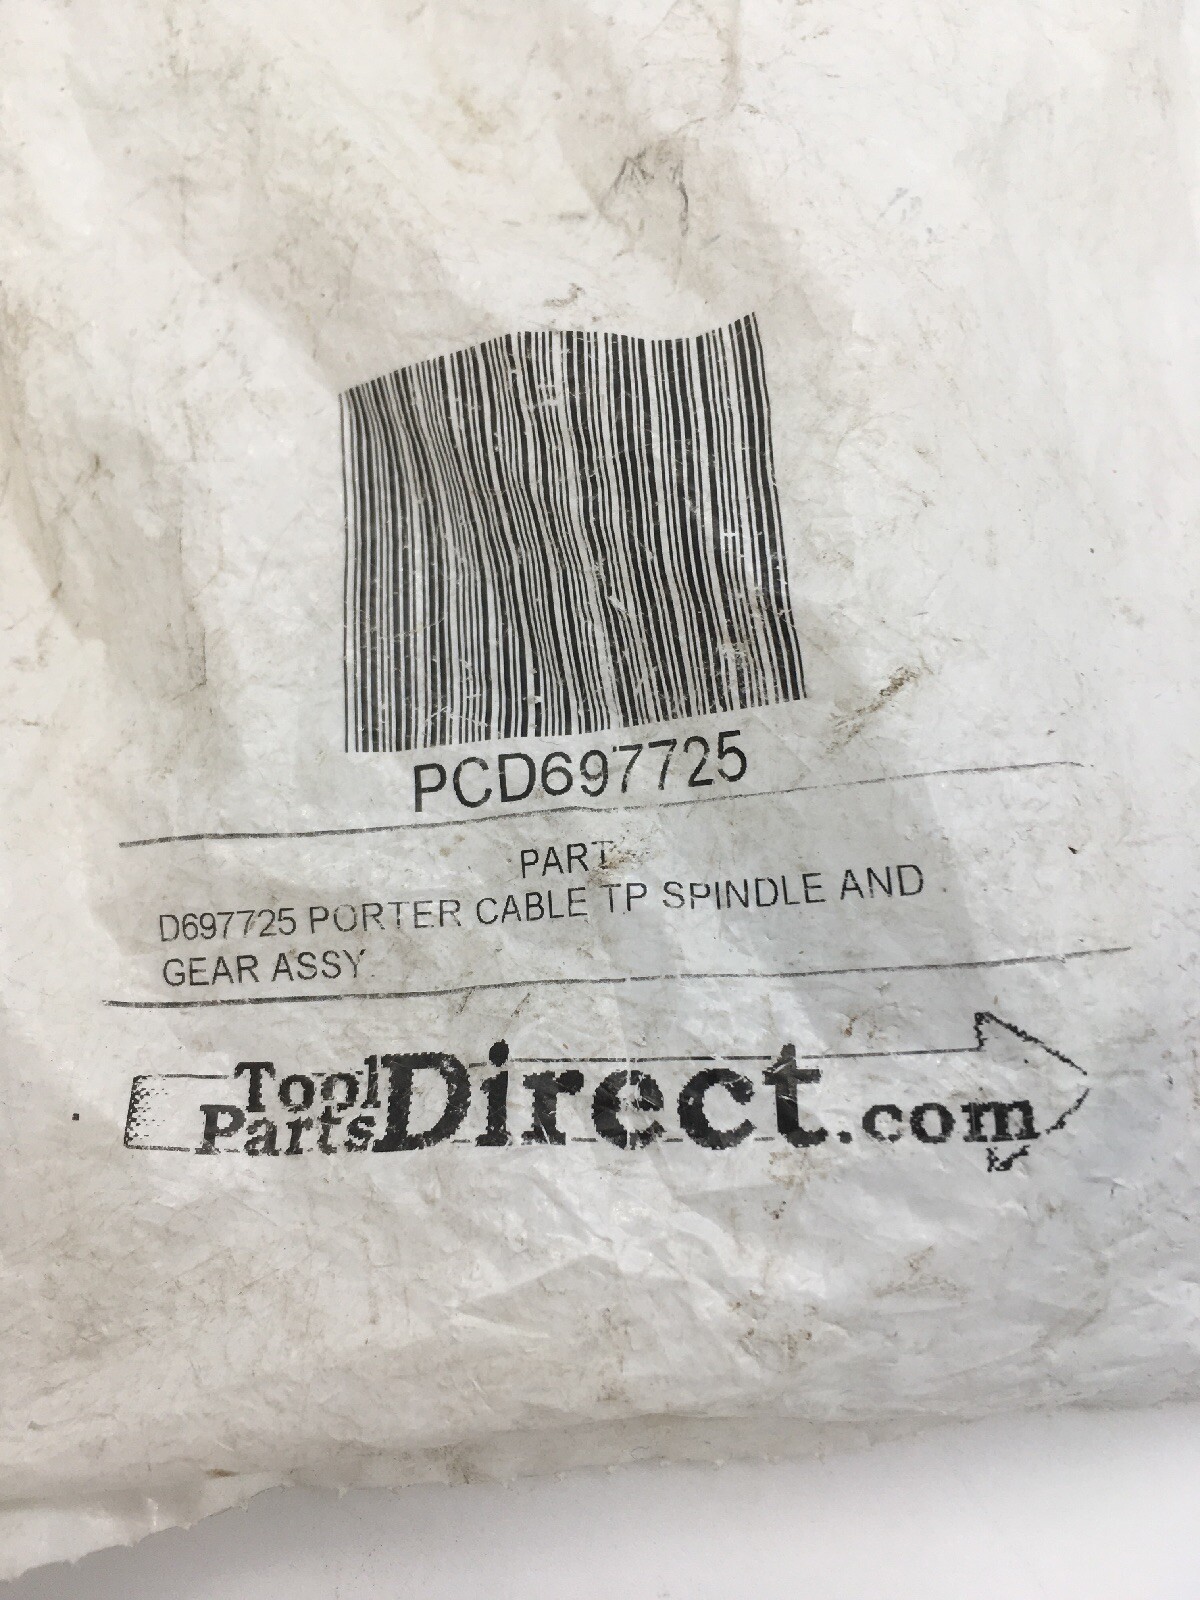 PCD697725
PART
D697725 PORTER CABLE TP SPINDLE AND
GEAR ASSY.
Tool
Parts Direct.com